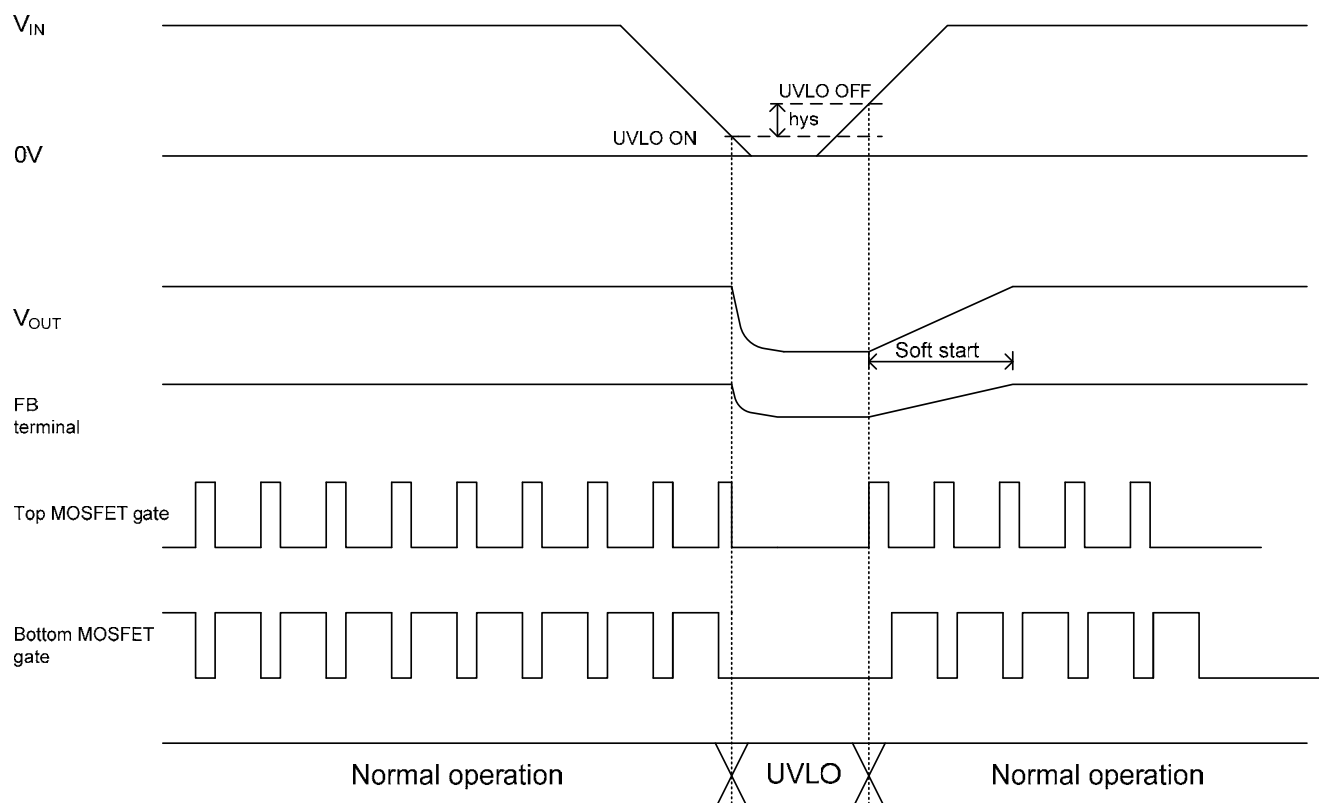 VIN
UVLO OFF
hys
UVLO ON
0V
VOUT
Soft start
FB
terminal
Top MOSFET gate
Bottom MOSFET
gate
Normal operation
UVLO
Normal operation